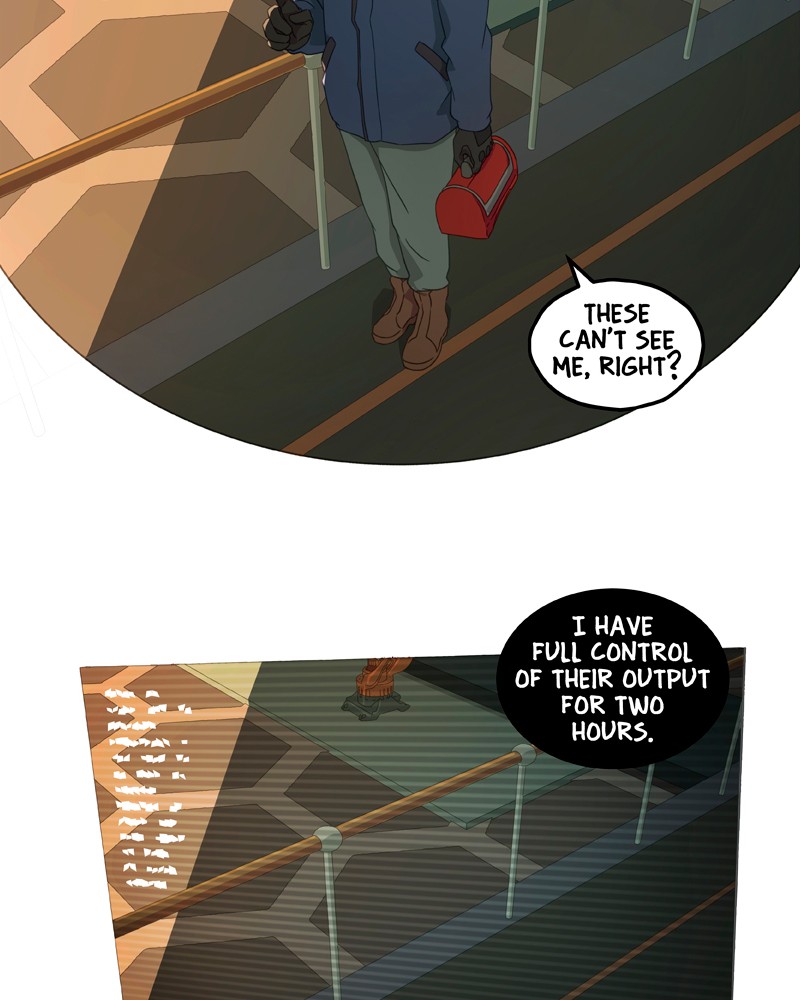 THESE
CAN'T SEE
ME, RIGHT?
I HAVE
FULL CONTROL
OF THEIR OUTPUT
FOR TWO
HOURS.